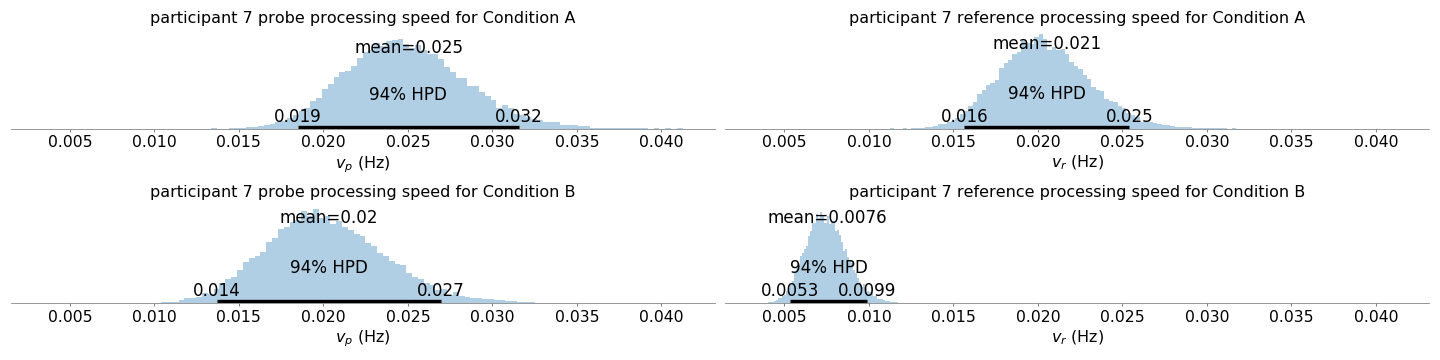 participant 7 probe processing speed for Condition A
mean=0.025
94% HPD
0.019 0.032
0.005 0.010 0.015 0.020 0.025 0.030 0.035 0.040
v_p (Hz)
participant 7 reference processing speed for Condition A
mean=0.021
94% HPD
0.016 0.025
0.005 0.010 0.015 0.020 0.025 0.030 0.035 0.040
v_r (Hz)
participant 7 probe processing speed for Condition B
mean=0.02
94% HPD
0.014 0.027
0.005 0.010 0.015 0.020 0.025 0.030 0.035 0.040
v_p (Hz)
participant 7 reference processing speed for Condition B
mean=0.0076
94% HPD
0.0053 0.0099
0.005 0.010 0.015 0.020 0.025 0.030 0.035 0.040
v_r (Hz)